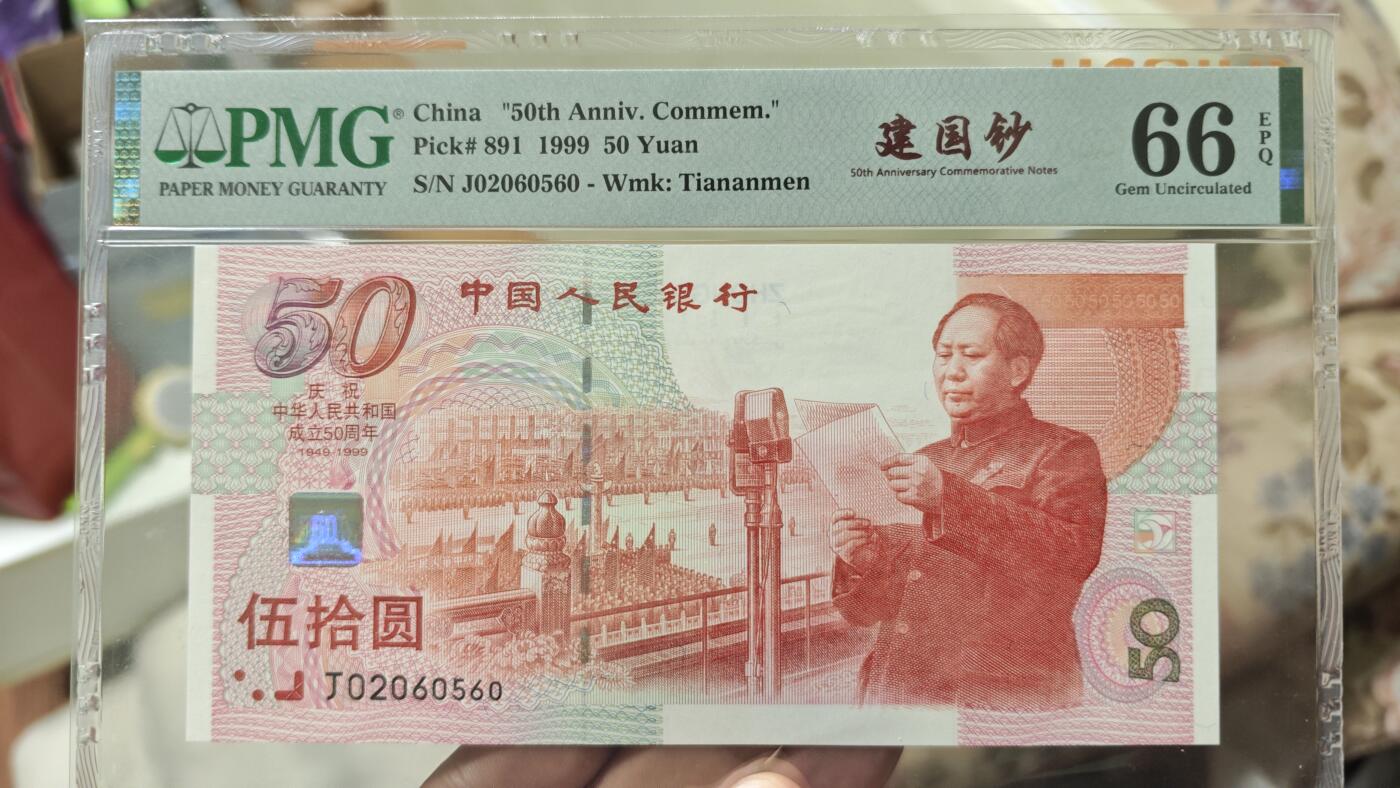 PMG®
PAPER MONEY GUARANTY
China "50th Anniv. Commem."
Pick# 891 1999 50 Yuan
S/N J02060560 - Wmk: Tiananmen
建国钞
50th Anniversary Commemorative Notes
66
EPQ
Gem Uncirculated
50
中国人民银行
庆祝
中华人民共和国
成立50周年
1949-1999
伍拾圆
J02060560
50